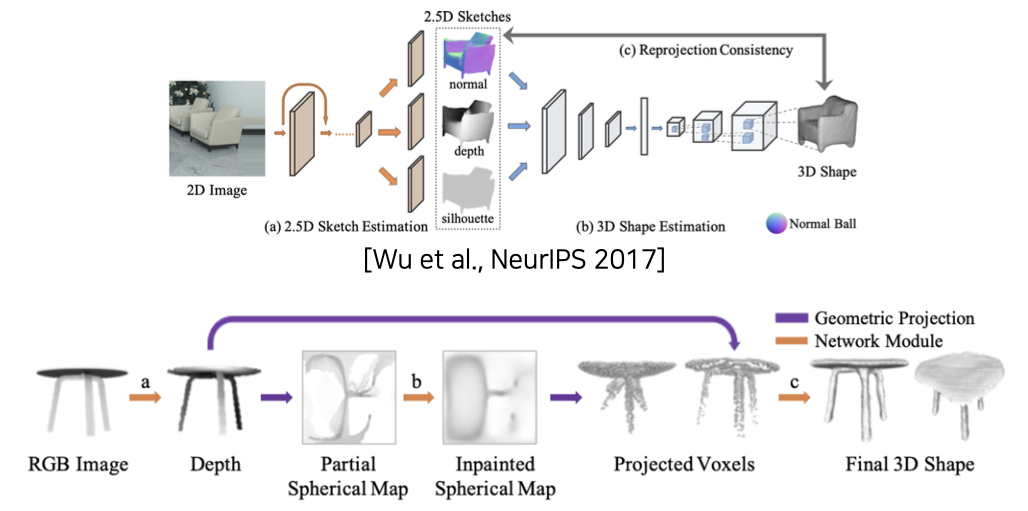 2.5D Sketches
(c) Reprojection Consistency
normal
depth
silhouette
2D Image
3D Shape
(a) 2.5D Sketch Estimation
(b) 3D Shape Estimation
Normal Ball
[Wu et al., NeurIPS 2017]
Geometric Projection
Network Module
a
b
c
RGB Image
Depth
Partial
Spherical Map
Inpainted
Spherical Map
Projected Voxels
Final 3D Shape